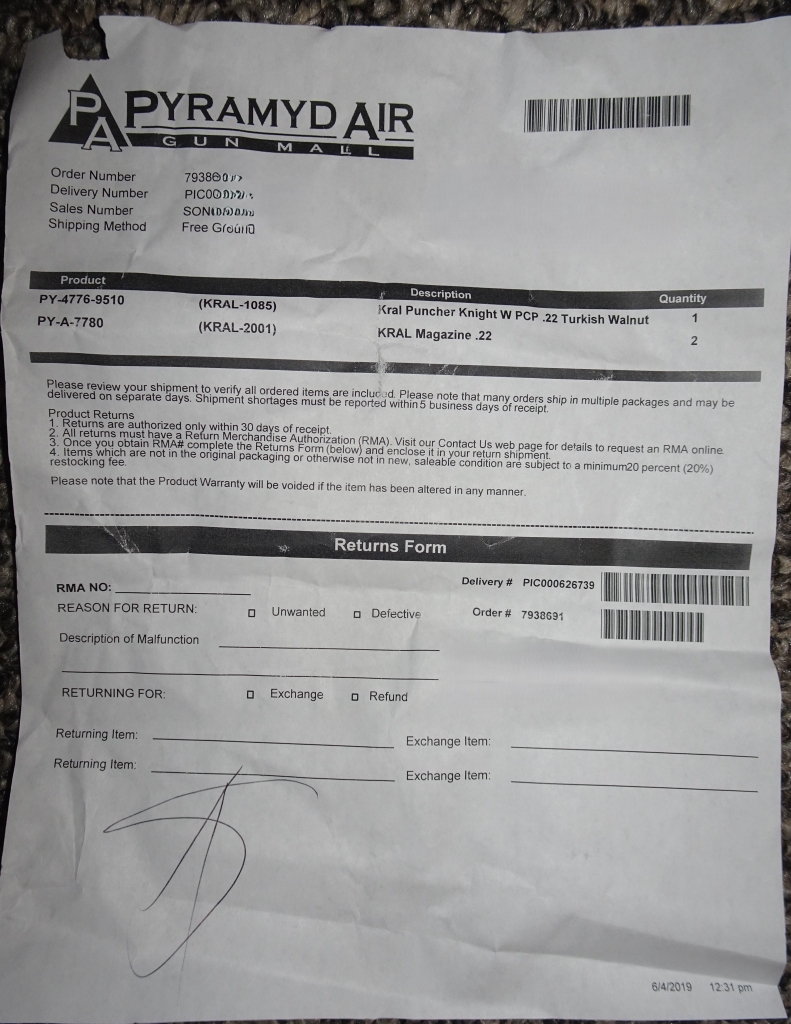 PA PYRAMYD AIR
GUN MALL
Order Number
Delivery Number
Sales Number
Shipping Method Free Ground
Product Description Quantity
PY-4776-9510 (KRAL-1085) Kral Puncher Knight W PCP .22 Turkish Walnut 1
PY-A-7780 (KRAL-2001) KRAL Magazine .22 2
Please review your shipment to verify all ordered items are included. Please note that many orders ship in multiple packages and may be
delivered on separate days. Shipment shortages must be reported within 5 business days of receipt.
Product Returns
1. Returns are authorized only within 30 days of receipt.
2. All returns must have a Return Merchandise Authorization (RMA). Visit our Contact Us web page for details to request an RMA online.
3. Once you obtain RMA# complete the Returns Form (below) and enclose it in your return shipment.
4. Items which are not in the original packaging or otherwise not in new, saleable condition are subject to a minimum20 percent (20%)
restocking fee.
Please note that the Product Warranty will be voided if the item has been altered in any manner.
Returns Form
RMA NO: Delivery # PIC000626739
REASON FOR RETURN: Unwanted Defective Order # 7938691
Description of Malfunction
RETURNING FOR: Exchange Refund
Returning Item: Exchange Item:
Returning Item: Exchange Item:
6/4/2019 12:31 pm